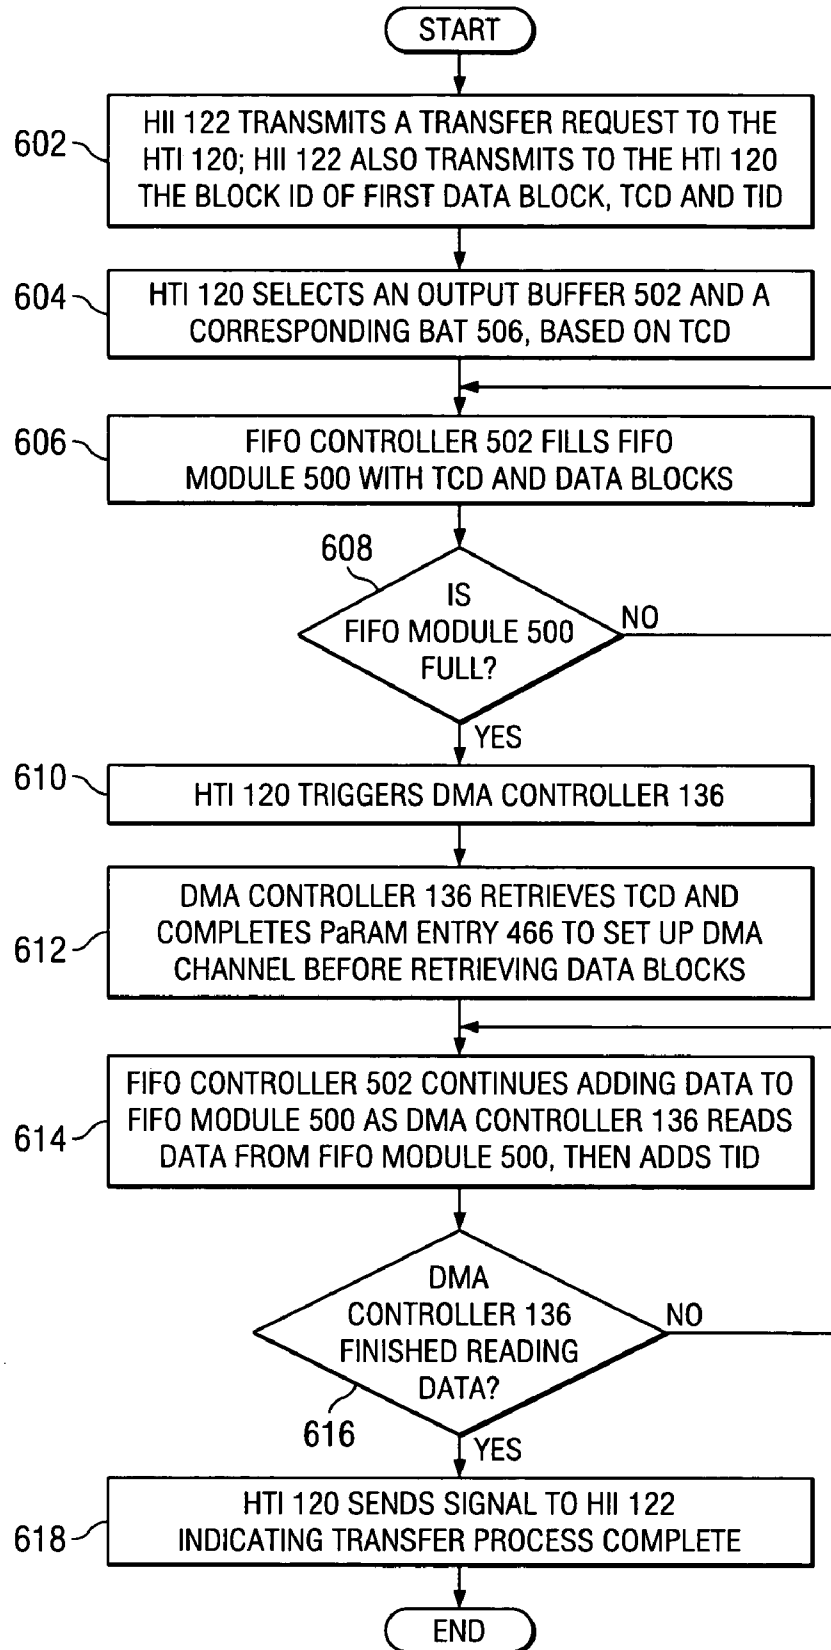 START
602
HII 122 TRANSMITS A TRANSFER REQUEST TO THE
HTI 120; HII 122 ALSO TRANSMITS TO THE HTI 120
THE BLOCK ID OF FIRST DATA BLOCK, TCD AND TID
604
HTI 120 SELECTS AN OUTPUT BUFFER 502 AND A
CORRESPONDING BAT 506, BASED ON TCD
606
FIFO CONTROLLER 502 FILLS FIFO
MODULE 500 WITH TCD AND DATA BLOCKS
608
IS
FIFO MODULE 500
FULL?
NO
YES
610
HTI 120 TRIGGERS DMA CONTROLLER 136
612
DMA CONTROLLER 136 RETRIEVES TCD AND
COMPLETES PaRAM ENTRY 466 TO SET UP DMA
CHANNEL BEFORE RETRIEVING DATA BLOCKS
614
FIFO CONTROLLER 502 CONTINUES ADDING DATA TO
FIFO MODULE 500 AS DMA CONTROLLER 136 READS
DATA FROM FIFO MODULE 500, THEN ADDS TID
DMA
CONTROLLER 136
FINISHED READING
DATA?
NO
616
YES
618
HTI 120 SENDS SIGNAL TO HII 122
INDICATING TRANSFER PROCESS COMPLETE
END